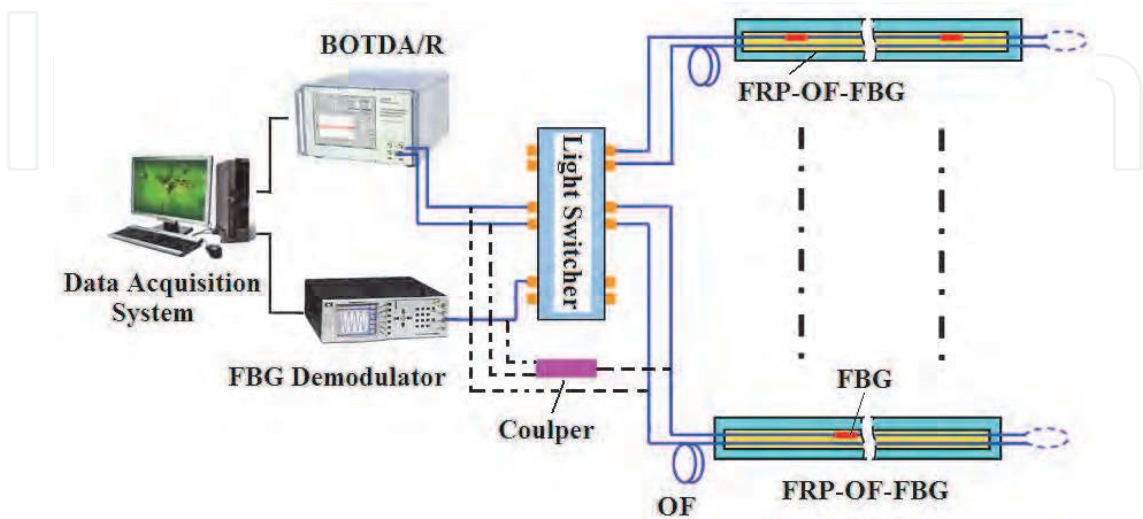 BOTDA/R
FRP-OF-FBG
Light Switcher
Data Acquisition
System
FBG Demodulator
FBG
Coulper
OF
FRP-OF-FBG